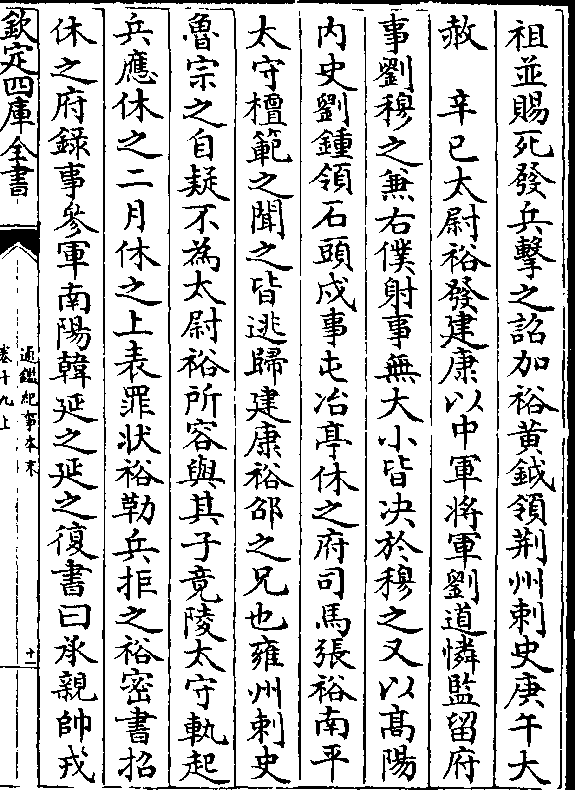 祖並賜死發兵擊之詔加裕黄鉞領荆州刺史庚午大
赦　辛巳太尉裕發建康以中軍將軍劉道憐監留府
事劉穆之兼右僕射事無大小皆决於穆之又以髙陽
内史劉鍾領石頭戍事屯冶亭休之府司馬張裕南平
太守檀範之聞之皆逃歸建康裕邵之兄也雍州刺史
魯宗之自疑不為太尉裕所容與其子竟陵太守軌起
兵應休之二月休之上表罪狀裕勒兵拒之裕密書招
休之府録事參軍南陽韓延之延之復書曰承親帥戎
欽定四庫全書
通鑑紀事本末
卷十九上
十一